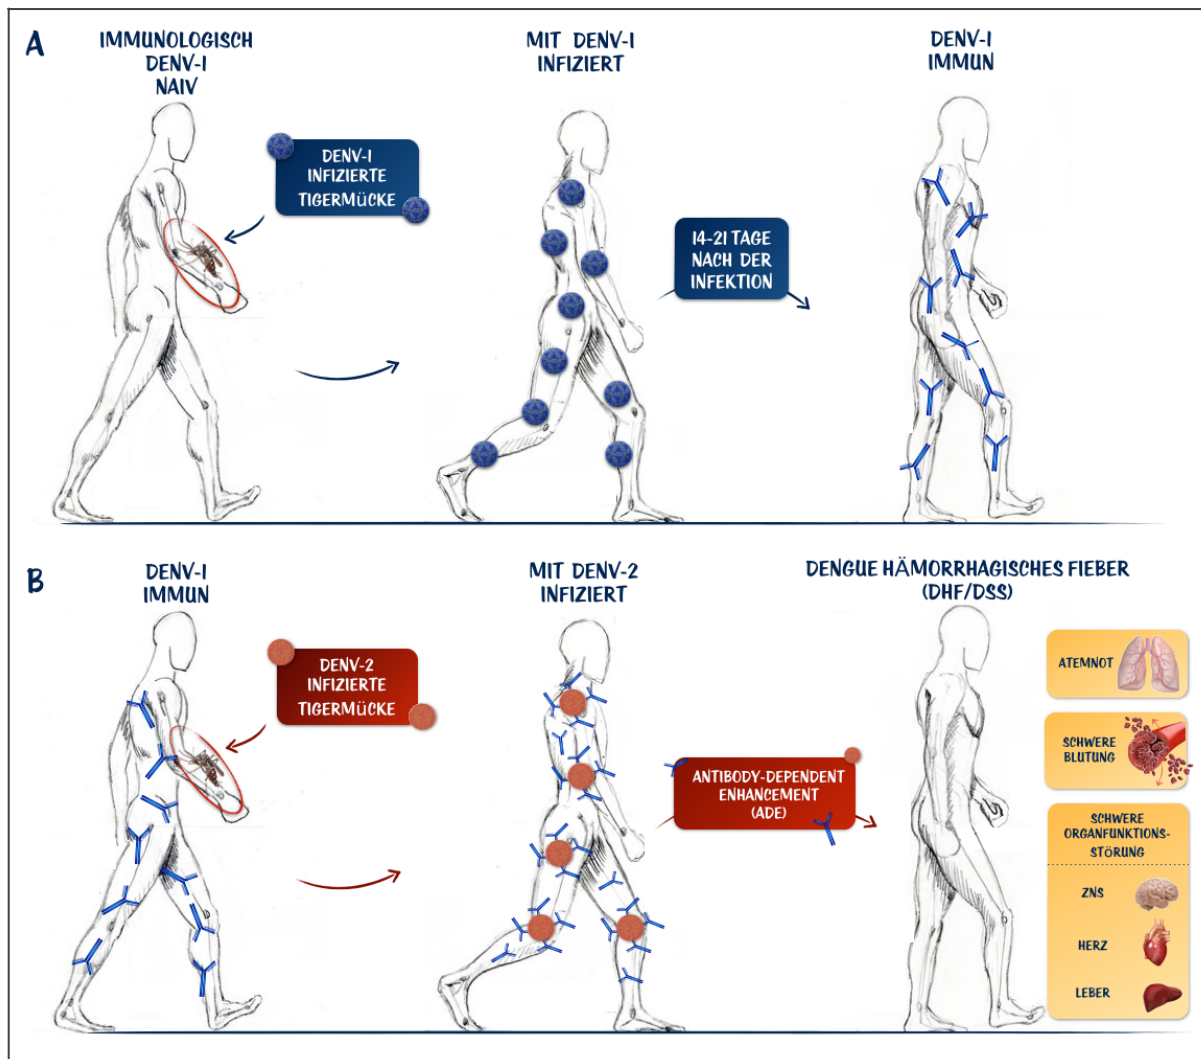 A
IMMUNOLOGISCH
DENV-1
NAIV
MIT DENV-1
INFIZIERT
DENV-1
IMMUN
DENV-1
INFIZIERTE
TIGERMÜCKE
14-21 TAGE
NACH DER
INFEKTION
B
DENV-1
IMMUN
MIT DENV-2
INFIZIERT
DENGUE HÄMORRHAGISCHES FIEBER
(DHF/DSS)
DENV-2
INFIZIERTE
TIGERMÜCKE
ANTIBODY-DEPENDENT
ENHANCEMENT
(ADE)
ATEMNOT
SCHWERE
BLUTUNG
SCHWERE
ORGANFUNKTIONS-
STÖRUNG
ZNS
HERZ
LEBER